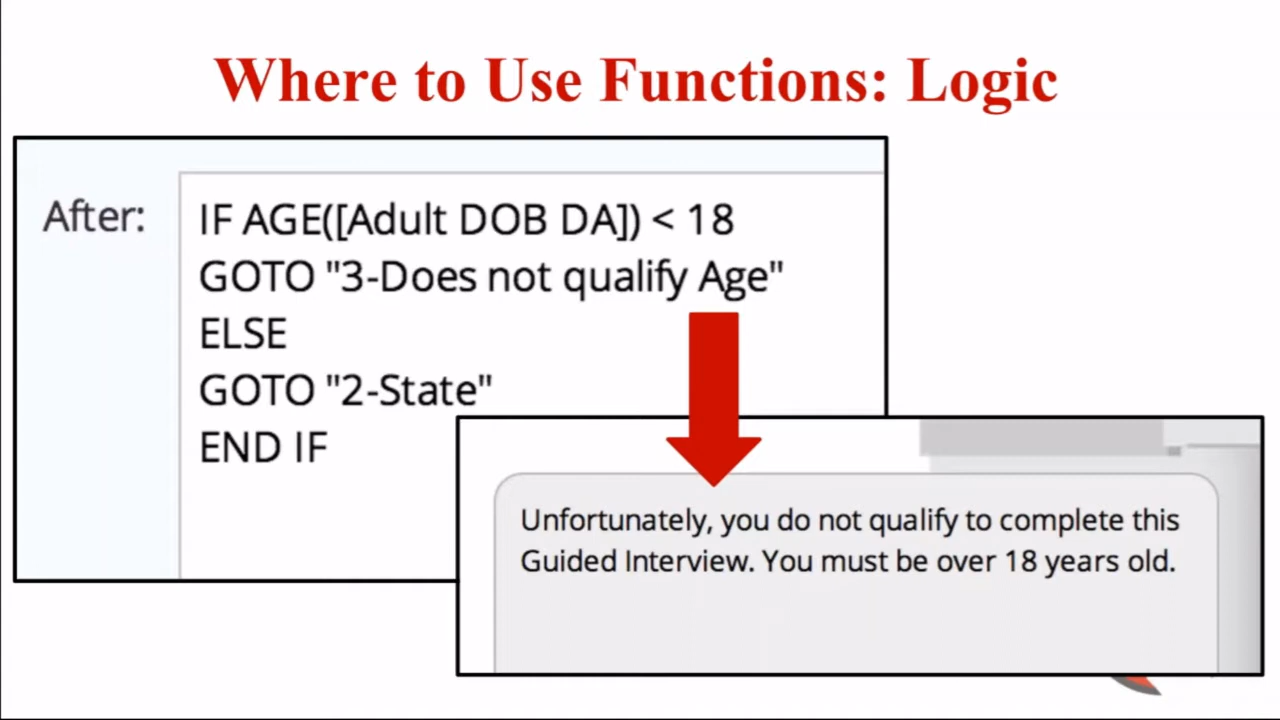 Where to Use Functions: Logic
After:
IF AGE([Adult DOB DA]) < 18
GOTO "3-Does not qualify Age"
ELSE
GOTO "2-State"
END IF
Unfortunately, you do not qualify to complete this
Guided Interview. You must be over 18 years old.